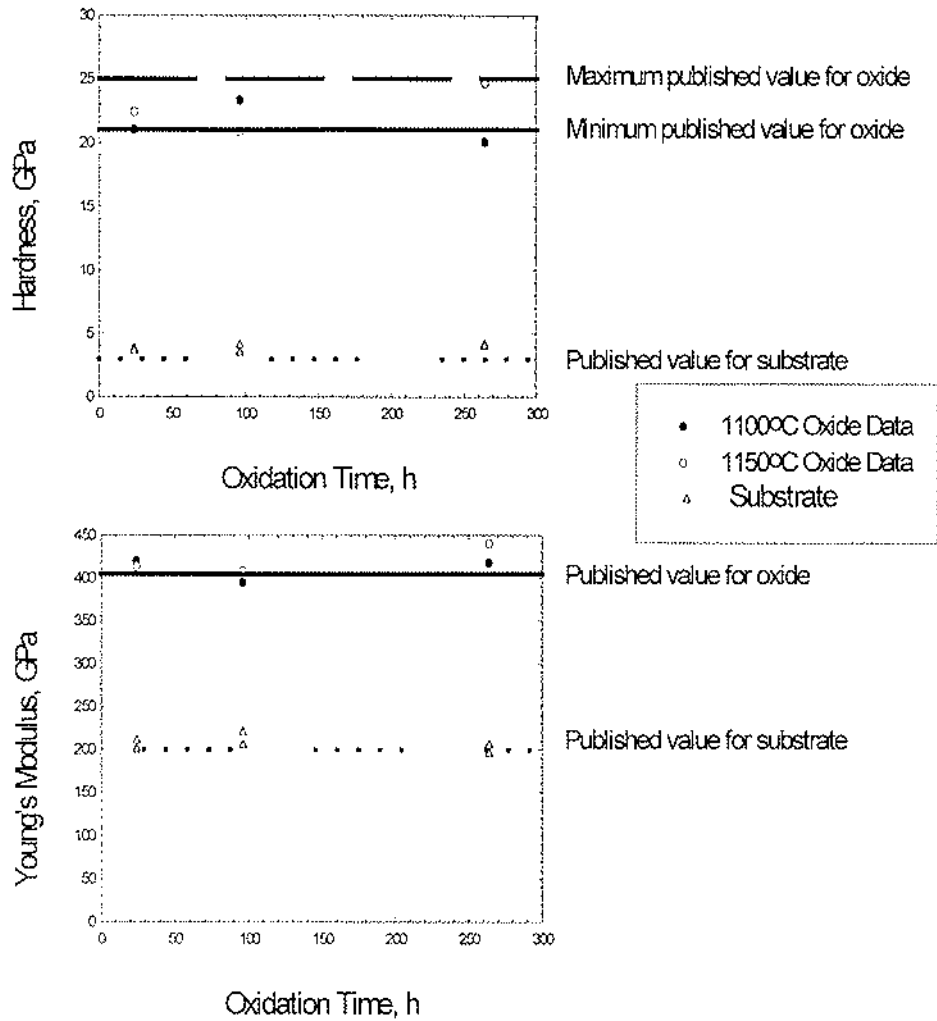 30
25
20
15
10
5
0
Hardness, GPa
0 50 100 150 200 250 300
Oxidation Time, h
Maximum published value for oxide
Minimum published value for oxide
Published value for substrate
1100ºC Oxide Data
1150ºC Oxide Data
Substrate
450
400
350
300
250
200
150
100
50
0
Young's Modulus, GPa
0 50 100 150 200 250 300
Oxidation Time, h
Published value for oxide
Published value for substrate